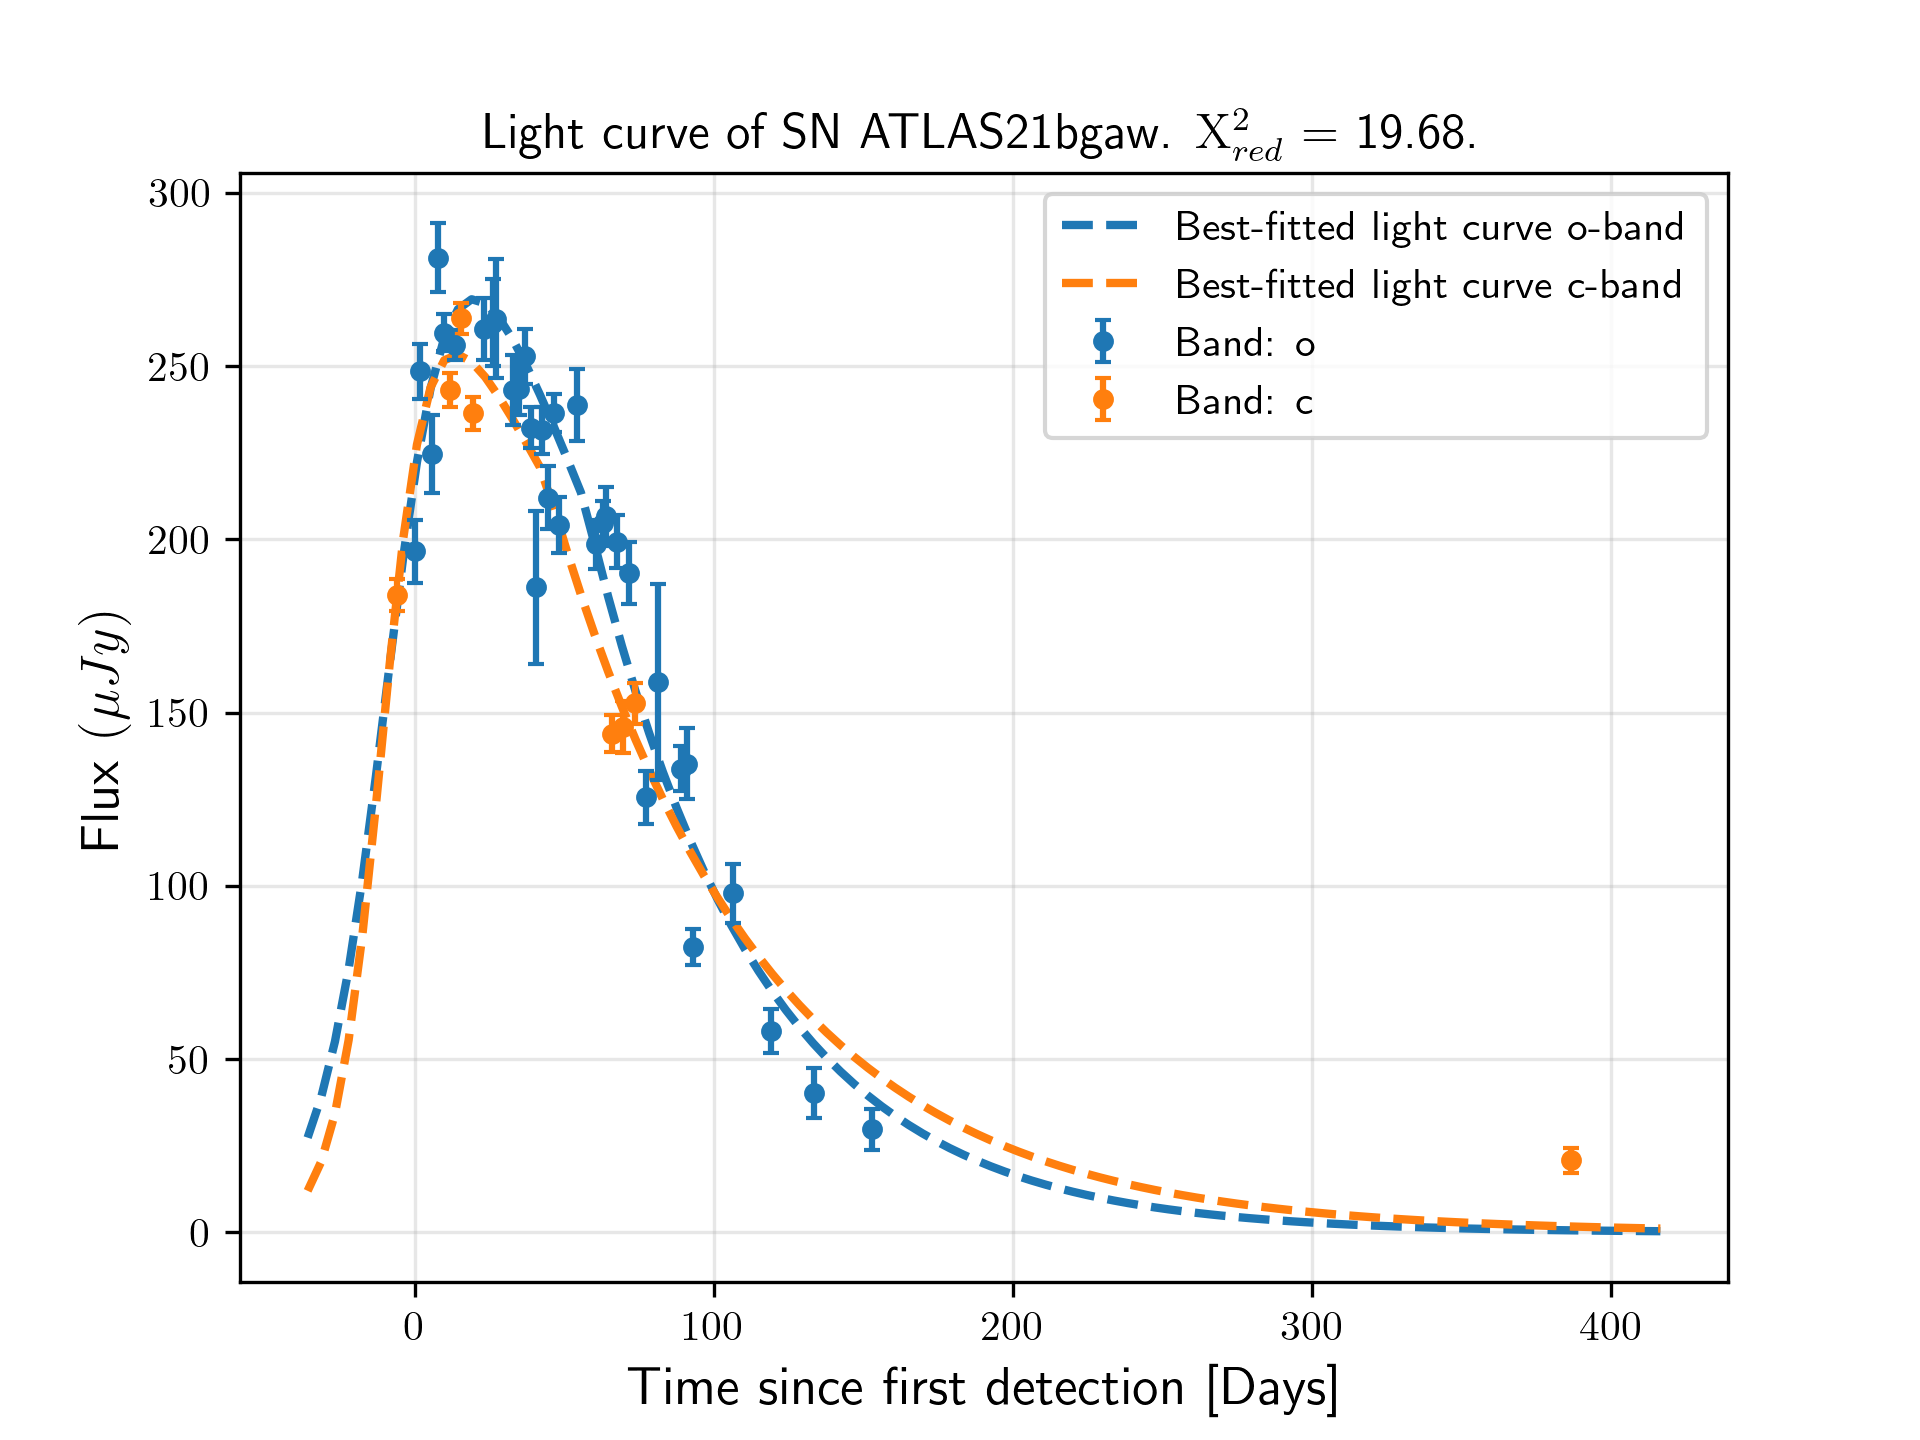 Light curve of SN ATLAS21bgaw. X²_red = 19.68.
300
250
200
150
100
50
0
Flux (μJy)
Best-fitted light curve o-band
Best-fitted light curve c-band
Band: o
Band: c
0 100 200 300 400
Time since first detection [Days]